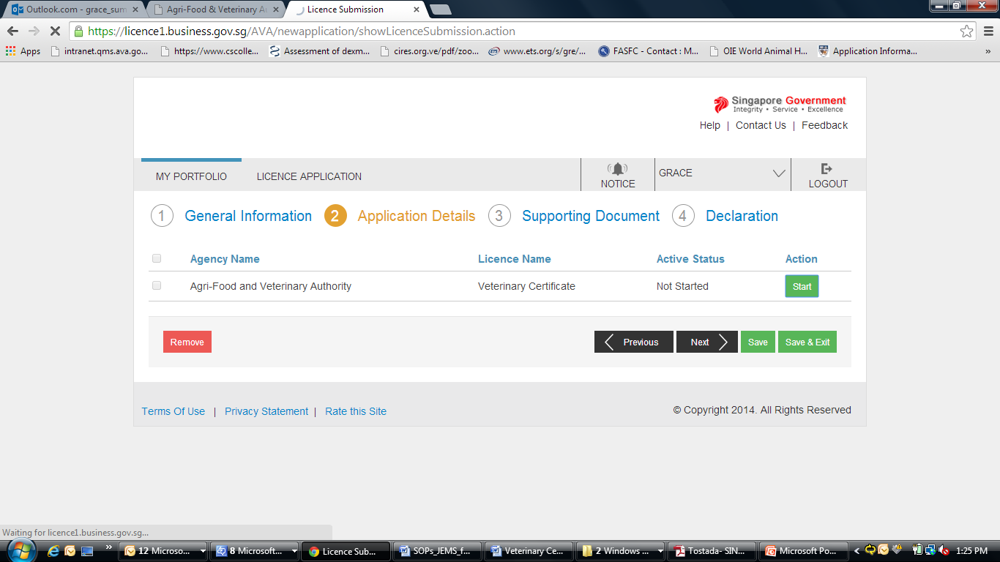 Outlook.com - grace_sum
Agri-Food & Veterinary A
Licence Submission
https://licence1.business.gov.sg/AVA/newapplication/showLicenceSubmission.action
Apps
intranet.qms.ava.go...
https://www.cscolle...
Assessment of dexm...
cires.org.ve/pdf/zoo...
www.ets.org/s/gre/...
FASFC - Contact : M...
OIE World Animal H...
Application Informa...
»
Singapore Government
Integrity • Service • Excellence
Help | Contact Us | Feedback
MY PORTFOLIO
LICENCE APPLICATION
NOTICE
GRACE
LOGOUT
1 General Information 2 Application Details 3 Supporting Document 4 Declaration
Agency Name Licence Name Active Status Action
Agri-Food and Veterinary Authority Veterinary Certificate Not Started Start
Remove Previous Next Save Save & Exit
Terms Of Use | Privacy Statement | Rate this Site
© Copyright 2014. All Rights Reserved
Waiting for licence1.business.gov.sg...
» 12 Microso... 8 Microsoft... Licence Sub... SOPs_JEMS_f... Veterinary Ce... 2 Windows ... Tostada- SIN... Microsoft Po... 1:25 PM